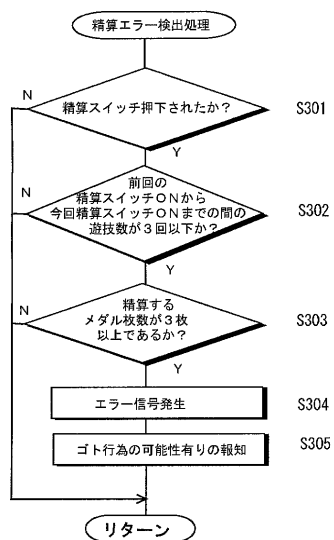 精算エラー検出処理
N
精算スイッチ押下されたか？
S301
Y
前回の
精算スイッチＯＮから
今回精算スイッチＯＮまでの間の
遊技数が３回以下か？
S302
N
Y
精算する
メダル枚数が３枚
以上であるか？
S303
N
Y
エラー信号発生
S304
ゴト行為の可能性有りの報知
S305
リターン